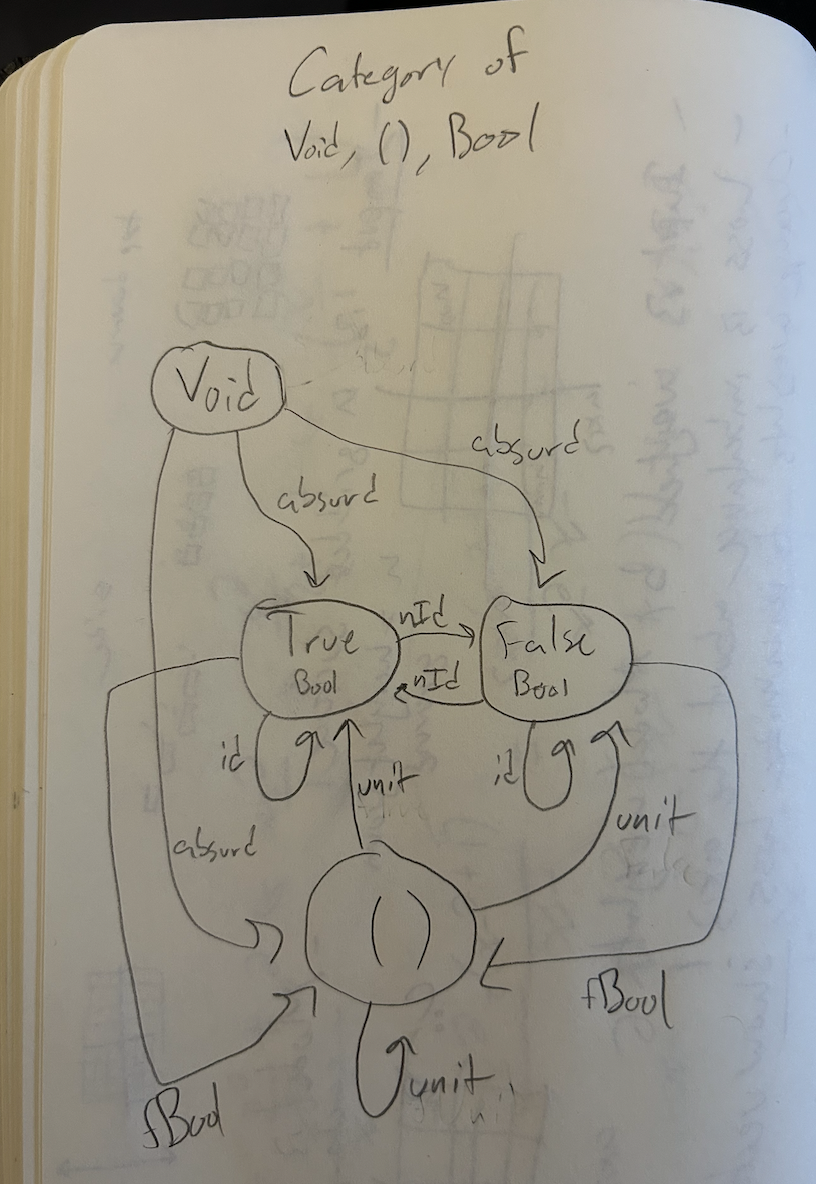 Category of
Void, (), Bool
Void
absurd
absurd
nId
True
Bool
False
Bool
nId
id
unit
id
unit
absurd
()
fBool
unit
fBool